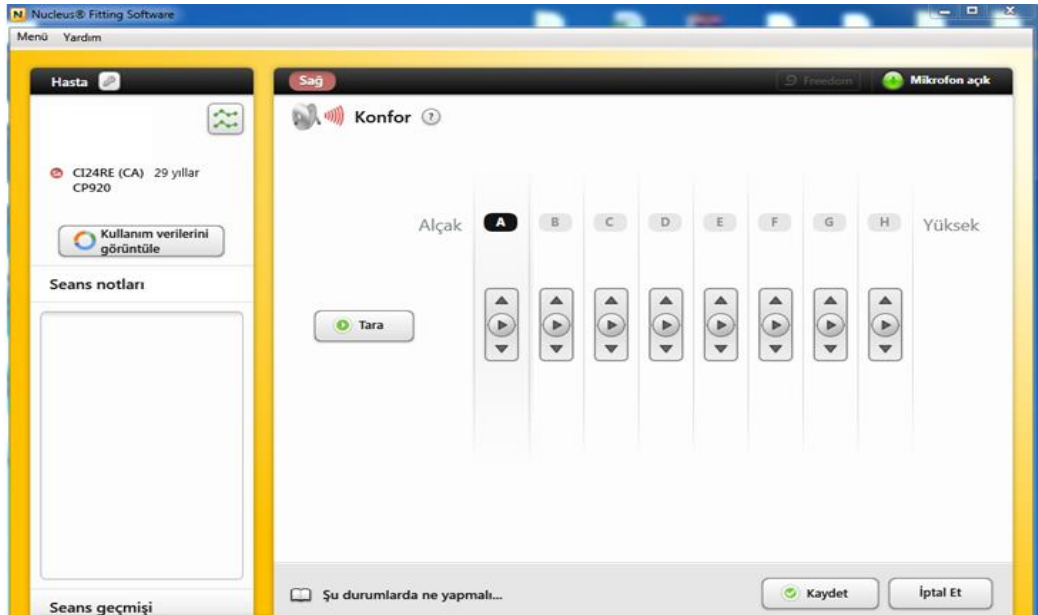 N Nucleus® Fitting Software
Menü Yardım
Hasta
Sağ
Freedom
Mikrofon açık
Konfor ?
CI24RE (CA) 29 yıllar
CP920
Kullanım verilerini
görüntüle
Seans notları
Alçak A B C D E F G H Yüksek
Tara
Şu durumlarda ne yapmalı...
Kaydet
İptal Et
Seans geçmişi